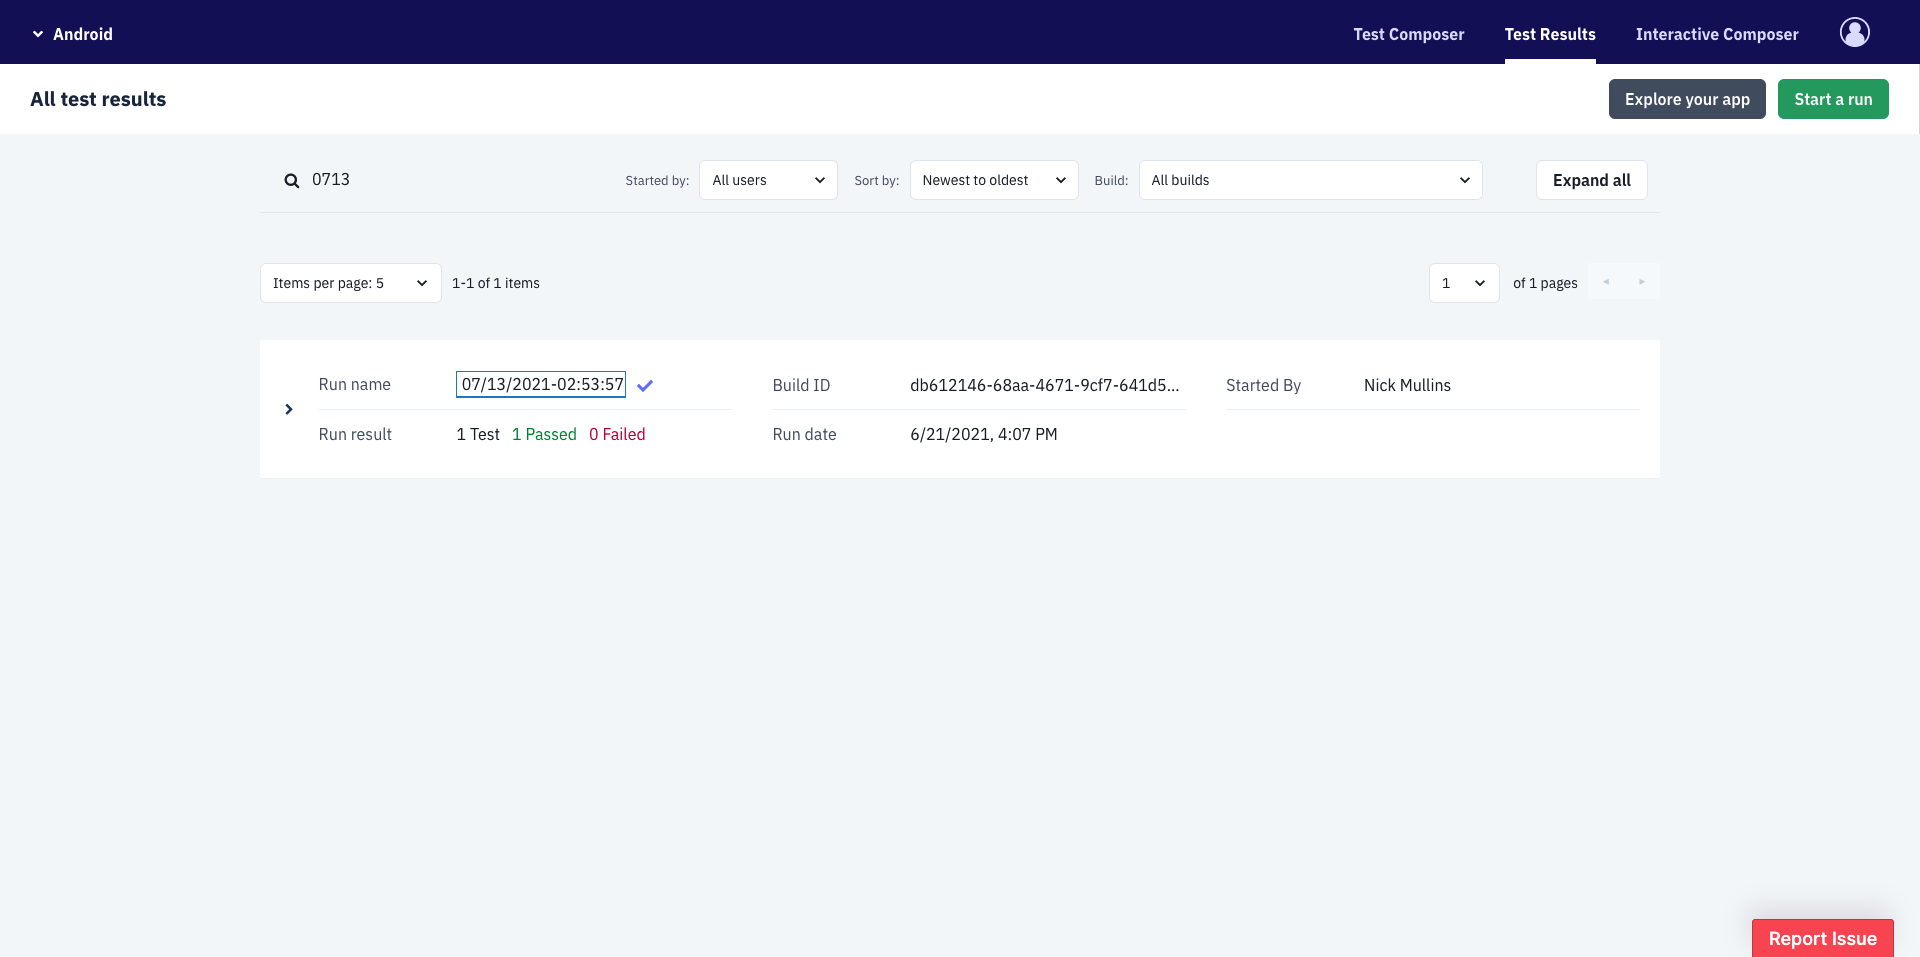 Android
Test Composer
Test Results
Interactive Composer
All test results
Explore your app
Start a run
0713
Started by: All users
Sort by: Newest to oldest
Build: All builds
Expand all
Items per page: 5
1-1 of 1 items
1 of 1 pages
Run name 07/13/2021-02:53:57
Build ID db612146-68aa-4671-9cf7-641d5...
Started By Nick Mullins
Run result 1 Test 1 Passed 0 Failed
Run date 6/21/2021, 4:07 PM
Report Issue